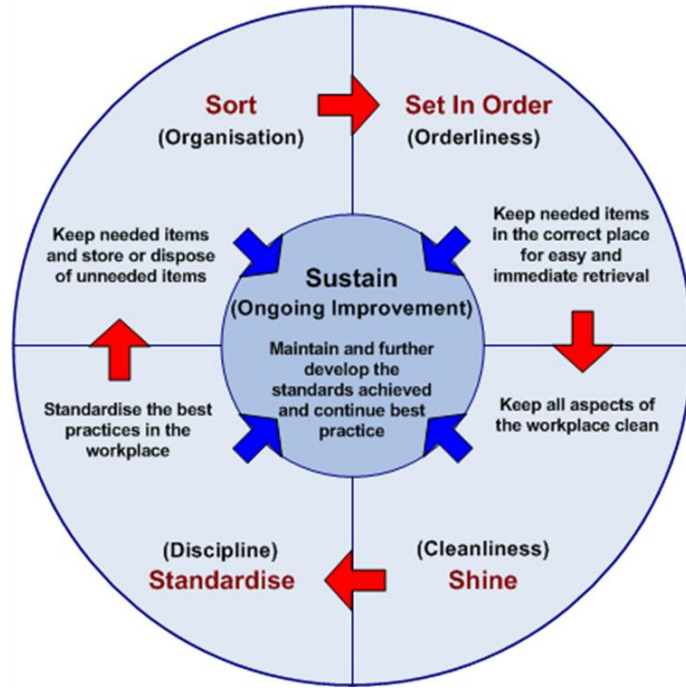 Sort
(Organisation)
Keep needed items
and store or dispose
of unneeded items
Set In Order
(Orderliness)
Keep needed items
in the correct place
for easy and
immediate retrieval
Sustain
(Ongoing Improvement)
Maintain and further
develop the
standards achieved
and continue best
practice
Keep all aspects of
the workplace clean
(Cleanliness)
Shine
Standardise the best
practices in the
workplace
(Discipline)
Standardise